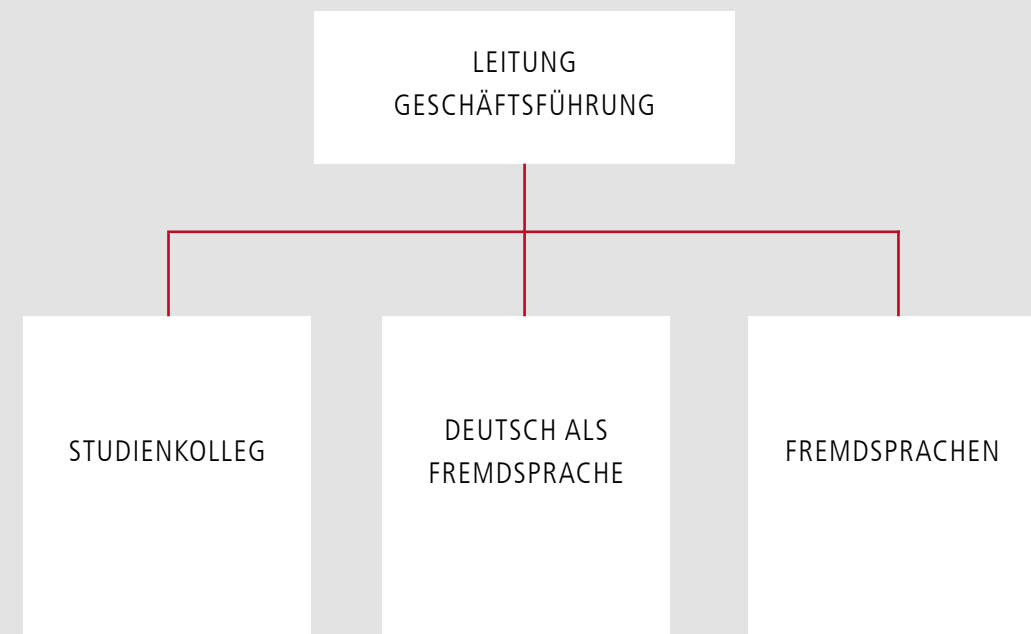 LEITUNG
GESCHÄFTSFÜHRUNG
STUDIENKOLLEG
DEUTSCH ALS
FREMDSPRACHE
FREMDSPRACHEN